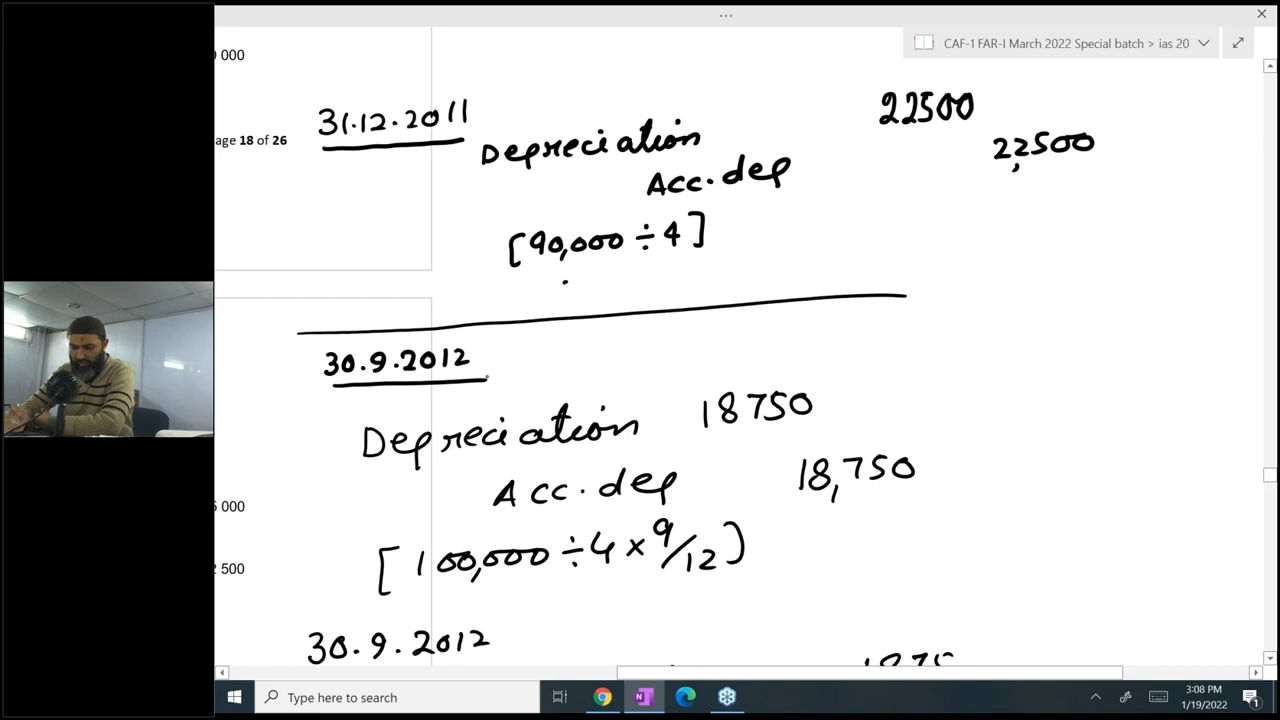 CAF-1 FAR-I March 2022 Special batch > ias 20
0 000
31.12.2011
age 18 of 26
Depreciation 22500
Acc. dep 22,500
[90,000 ÷ 4]
30.9.2012
Depreciation 18750
Acc. dep 18,750
[100,000 ÷ 4 × 9/12)
000
2 500
30.9.2012
Type here to search
3:08 PM
1/19/2022